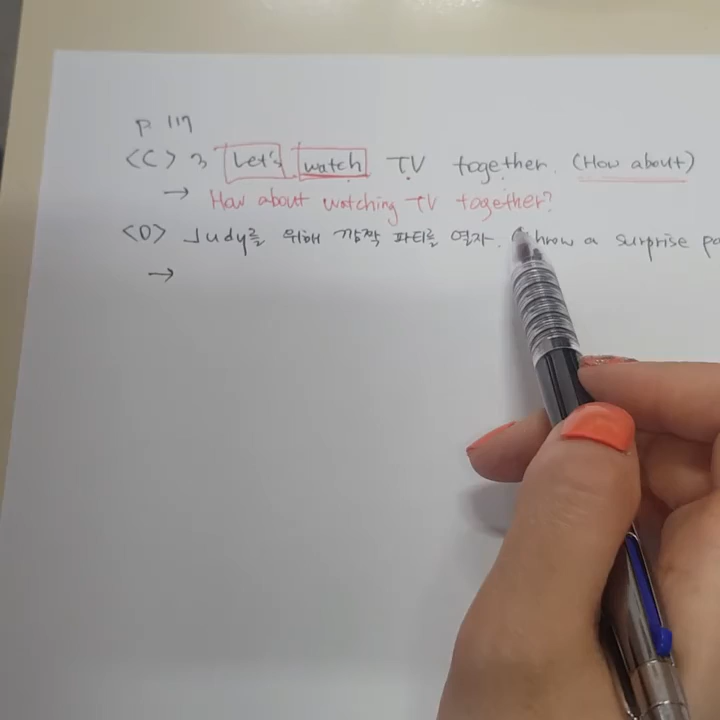 p 117
<C> 3 Let's watch TV together. (How about)
→ How about watching TV together?
<D> Judy를 위해 깜짝 파티를 열자. (throw a surprise
→